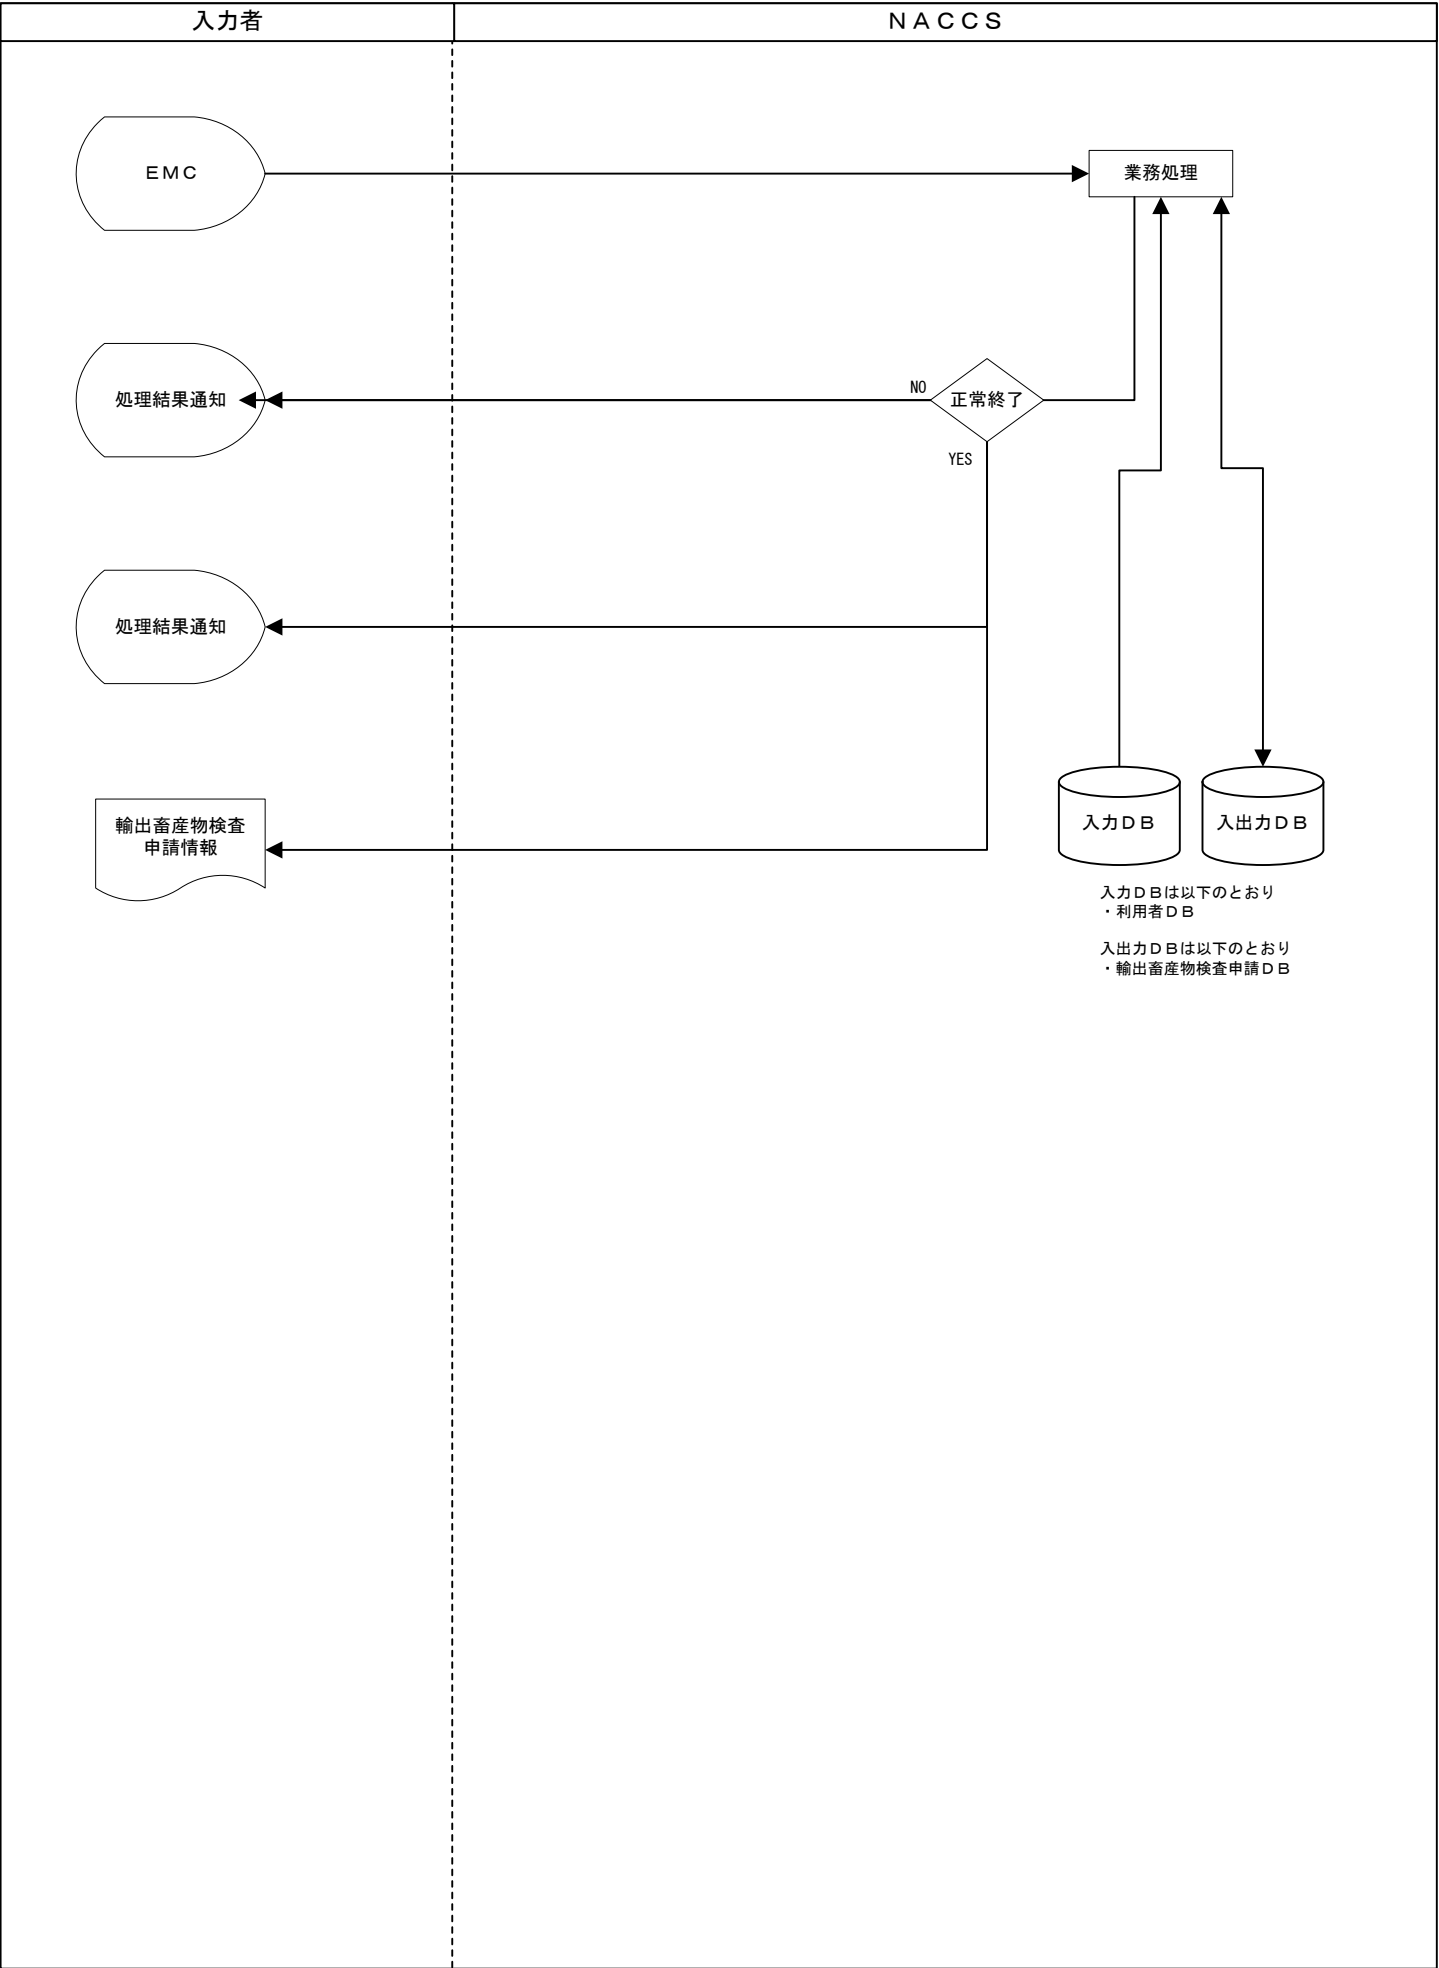 入力者
ＮＡＣＣＳ
ＥＭＣ
業務処理
処理結果通知
NO
正常終了
YES
処理結果通知
輸出畜産物検査
申請情報
入力ＤＢ
入出力ＤＢ
入力ＤＢは以下のとおり
・利用者ＤＢ
入出力ＤＢは以下のとおり
・輸出畜産物検査申請ＤＢ